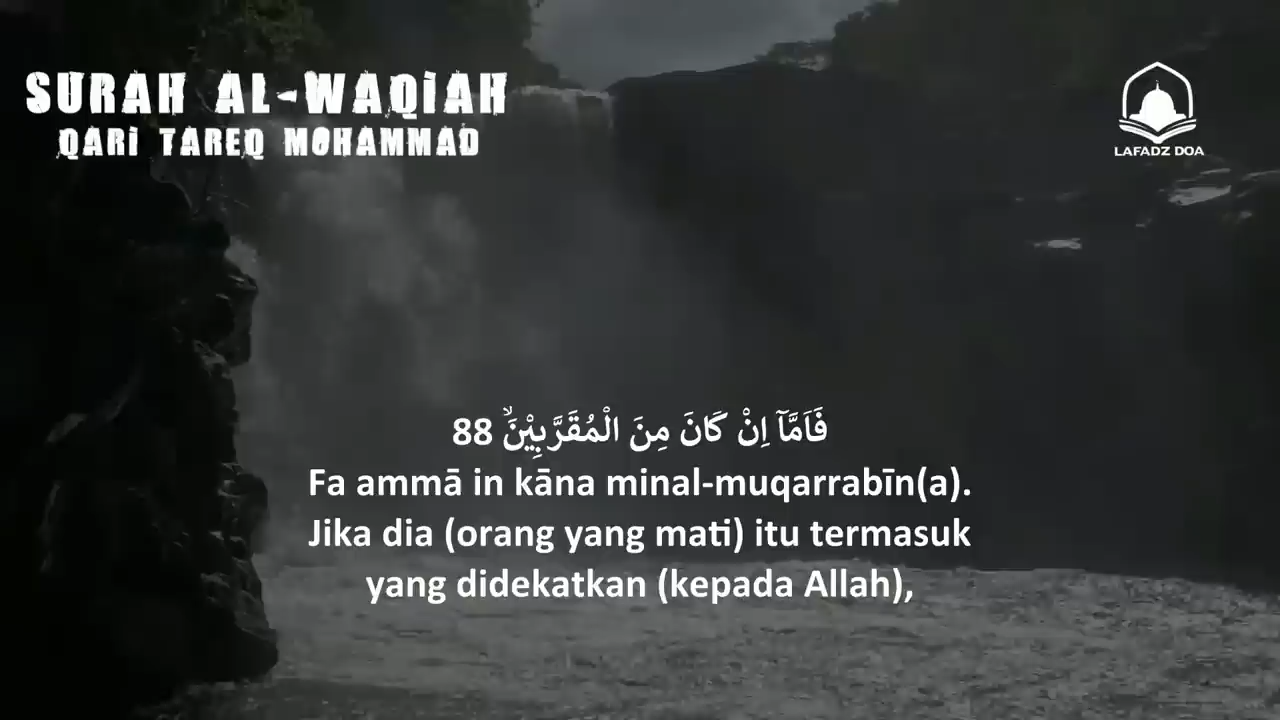 SURAH AL-WAQIAH
QARI TAREQ MOHAMMAD
LAFADZ DOA
فَاَمَّآ اِنْ كَانَ مِنَ الْمُقَرَّبِيْنَۙ 88
Fa ammā in kāna minal-muqarrabīn(a).
Jika dia (orang yang mati) itu termasuk
yang didekatkan (kepada Allah),